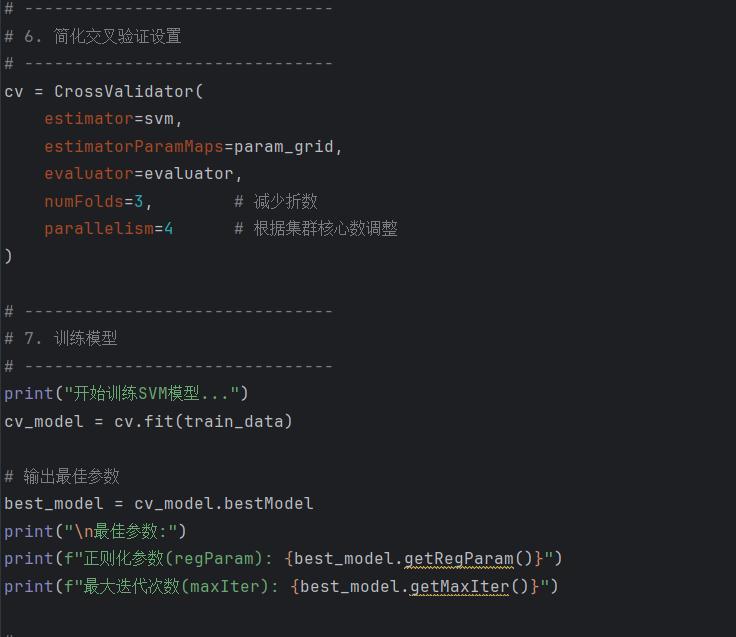 # -------------------------------
# 6. 简化交叉验证设置
# -------------------------------
cv = CrossValidator(
    estimator=svm,
    estimatorParamMaps=param_grid,
    evaluator=evaluator,
    numFolds=3,        # 减少折数
    parallelism=4      # 根据集群核心数调整
)
# -------------------------------
# 7. 训练模型
# -------------------------------
print("开始训练SVM模型...")
cv_model = cv.fit(train_data)
# 输出最佳参数
best_model = cv_model.bestModel
print("\n最佳参数:")
print(f"正则化参数(regParam): {best_model.getRegParam()}")
print(f"最大迭代次数(maxIter): {best_model.getMaxIter()}")